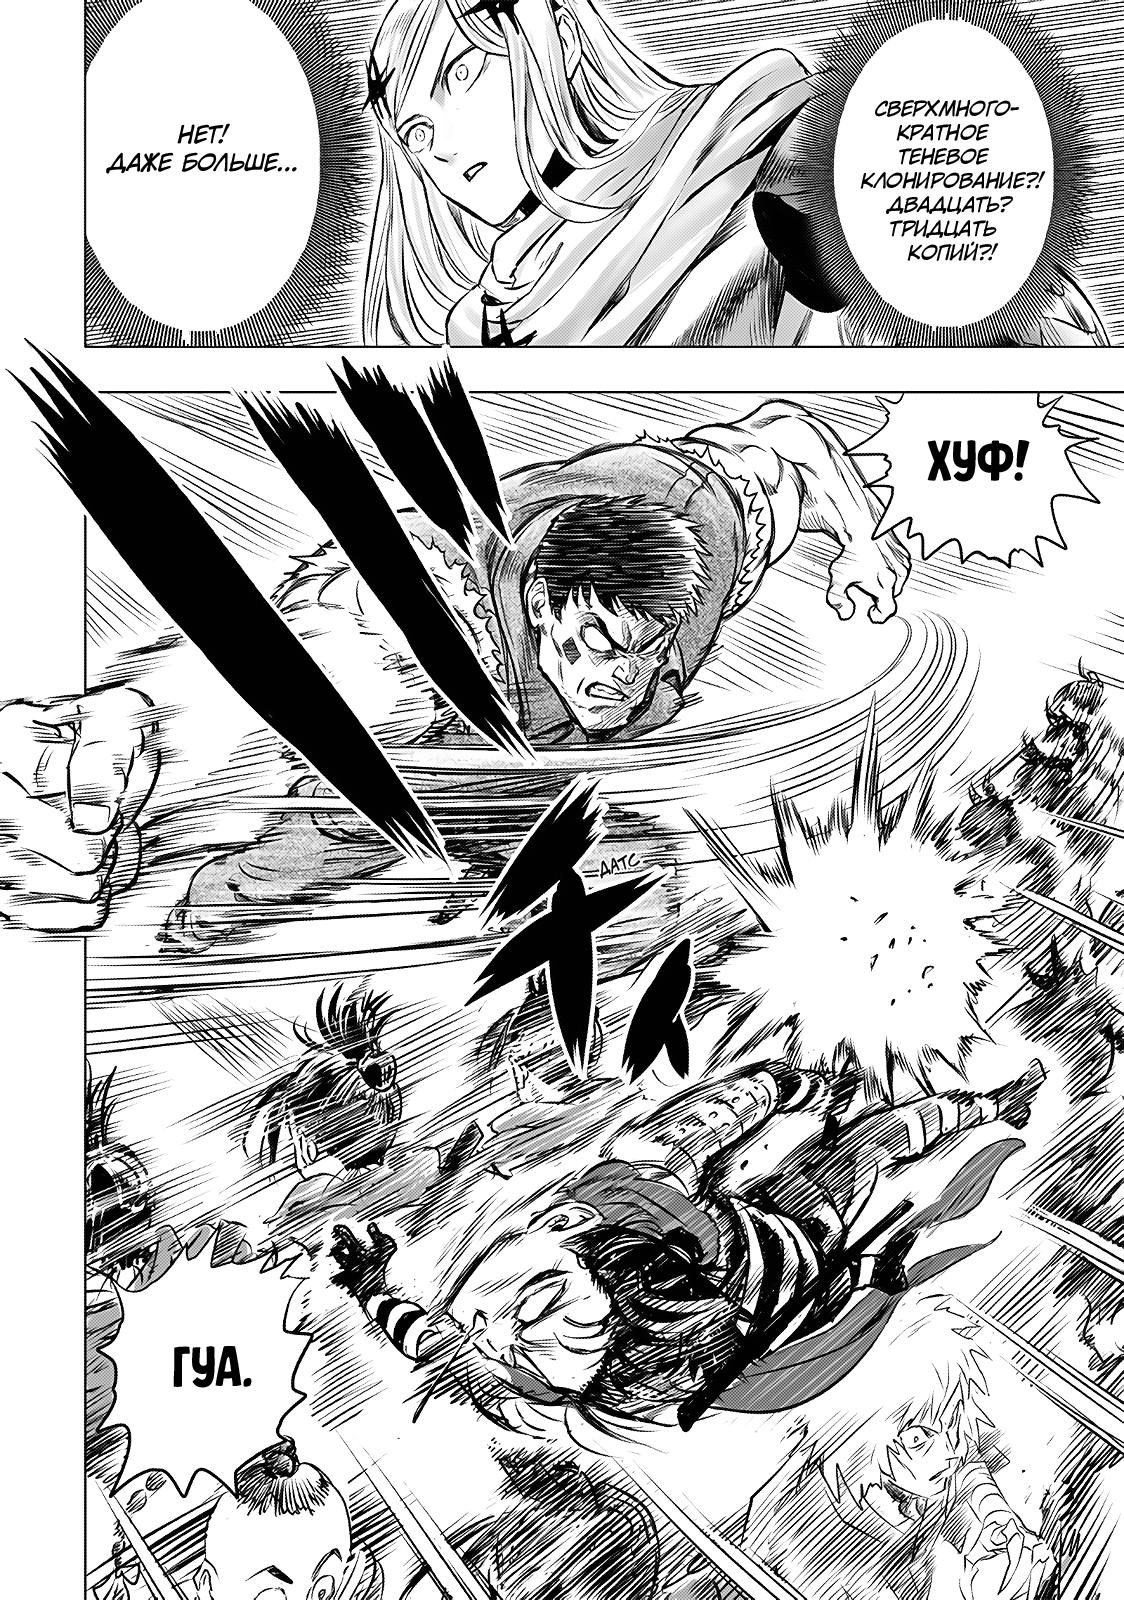 СВЕРХМНОГО-
КРАТНОЕ
ТЕНЕВОЕ
КЛОНИРОВАНИЕ?!
ДВАДЦАТЬ?
ТРИДЦАТЬ
КОПИЙ?!
НЕТ!
ДАЖЕ БОЛЬШЕ...
ХУФ!
ДАТС
ГУА.